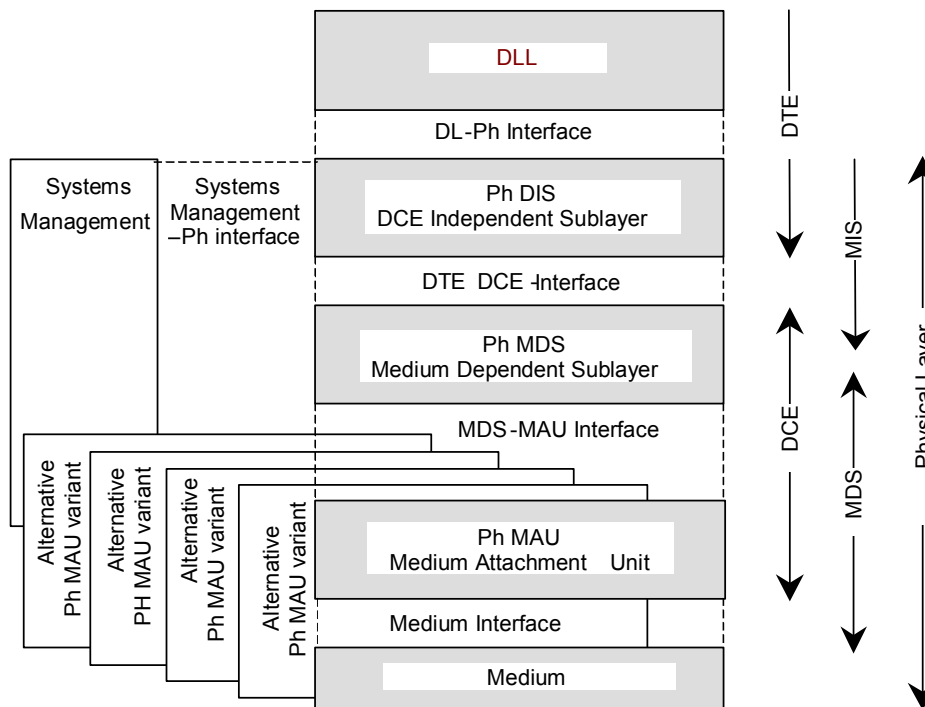 DLL
DL-Ph Interface
Systems
Management
Systems
Management
–Ph interface
Ph DIS
DCE Independent Sublayer
DTE DCE-Interface
Ph MDS
Medium Dependent Sublayer
MDS-MAU Interface
Alternative
Ph MAU variant
Alternative
PH MAU variant
Alternative
Ph MAU variant
Alternative
Ph MAU variant
Ph MAU
Medium Attachment Unit
Medium Interface
Medium
DTE
DCE
MIS
MDS
Physical Layer